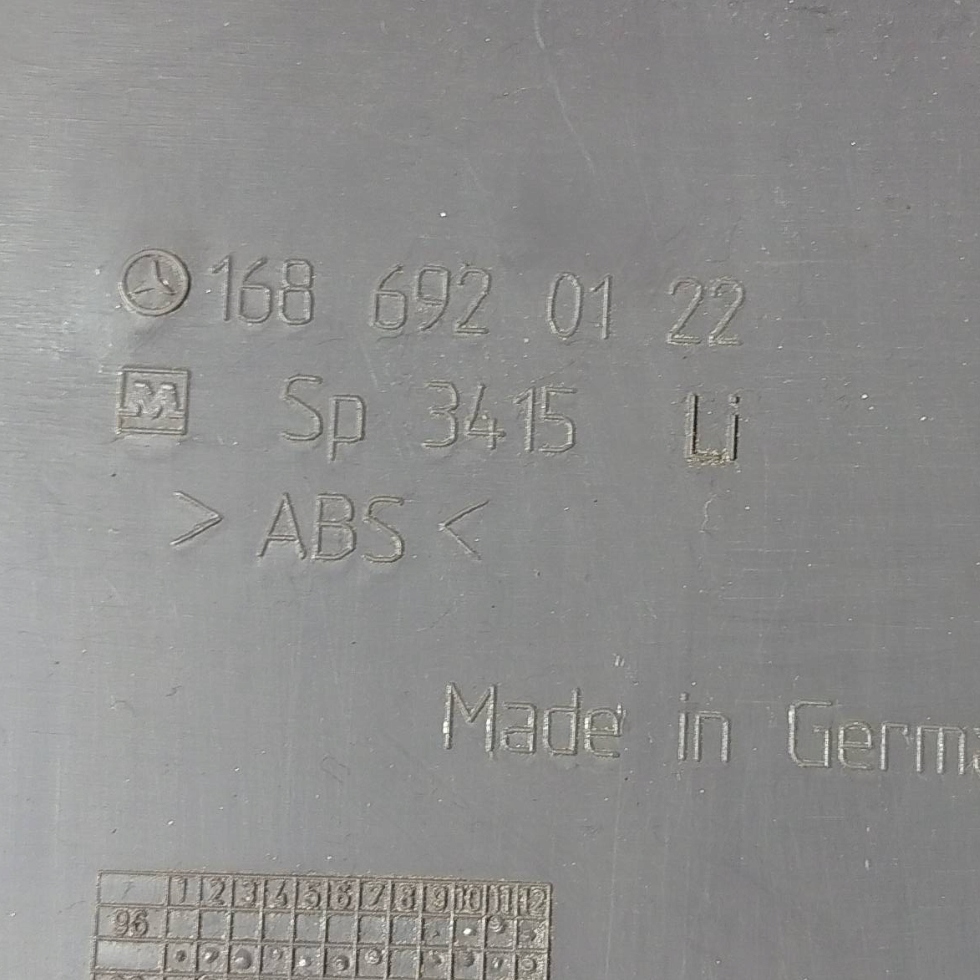 168 692 01 22
M Sp 3415 Li
> ABS <
Made in Germa
1 2 3 4 5 6 7 8 9 10 11 12
96